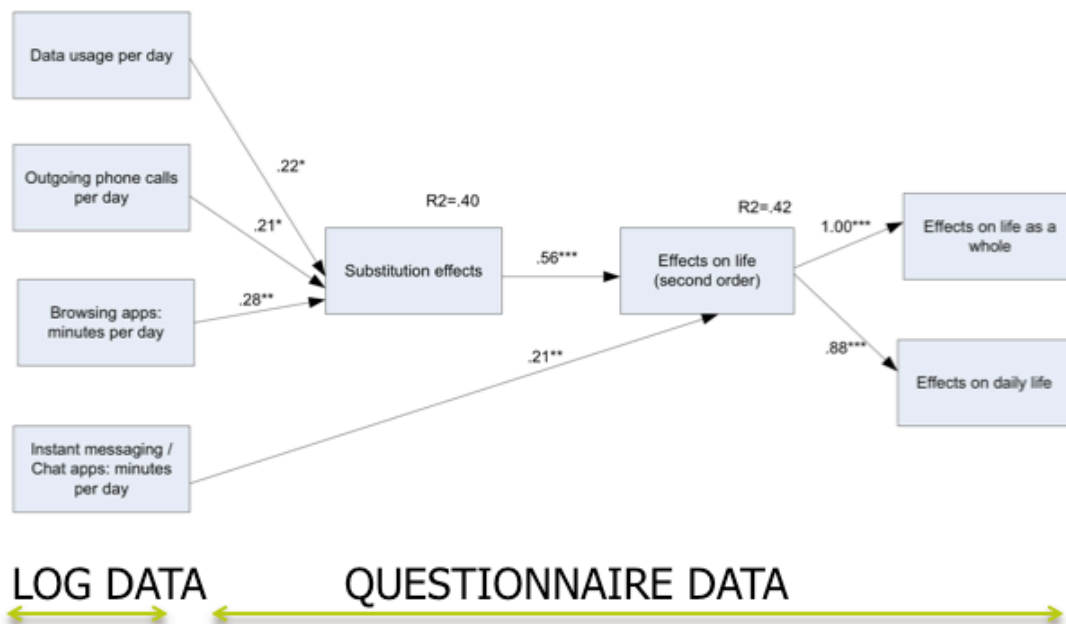 Data usage per day
Outgoing phone calls
per day
Browsing apps:
minutes per day
Instant messaging /
Chat apps: minutes
per day
.22*
.21*
.28**
.21**
R2=.40
Substitution effects
.56***
R2=.42
Effects on life
(second order)
1.00***
.88***
Effects on life as a
whole
Effects on daily life
LOG DATA
QUESTIONNAIRE DATA